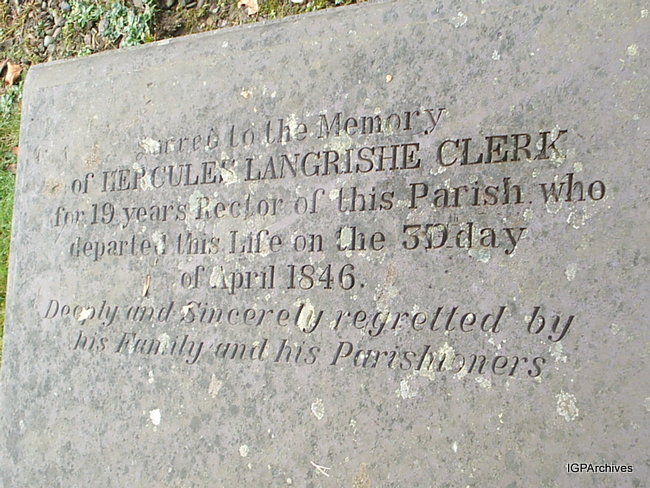 Sacred to the Memory
of HERCULES LANGRISHE CLERK
for 19 years Rector of this Parish who
departed this Life on the 3D day
of April 1846.
Deeply and Sincerely regretted by
his Family and his Parishioners
IGPArchives